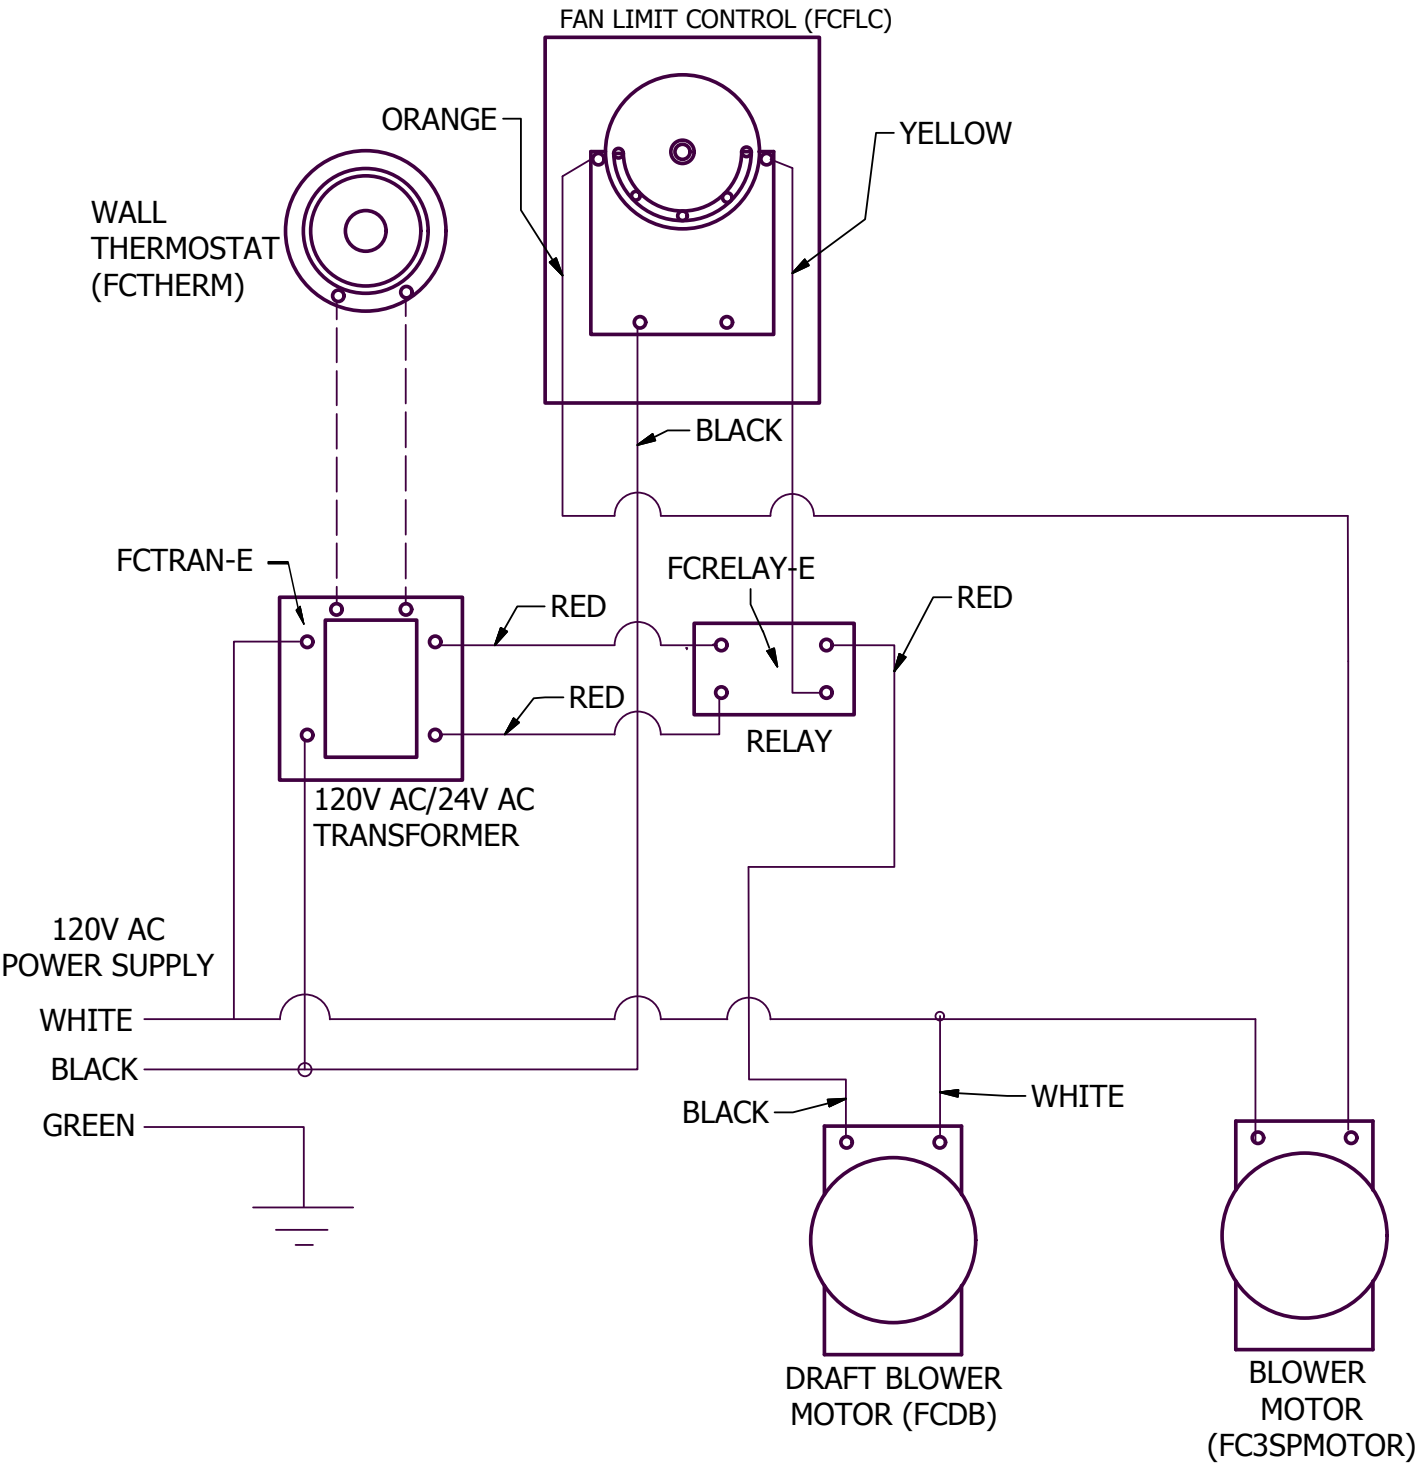 FAN LIMIT CONTROL (FCFLC)
ORANGE
YELLOW
WALL
THERMOSTAT
(FCTHERM)
BLACK
FCTRAN-E
FCRELAY-E
RED
RED
RED
RELAY
120V AC/24V AC
TRANSFORMER
120V AC
POWER SUPPLY
WHITE
BLACK
GREEN
BLACK
WHITE
DRAFT BLOWER
MOTOR (FCDB)
BLOWER
MOTOR
(FC3SPMOTOR)